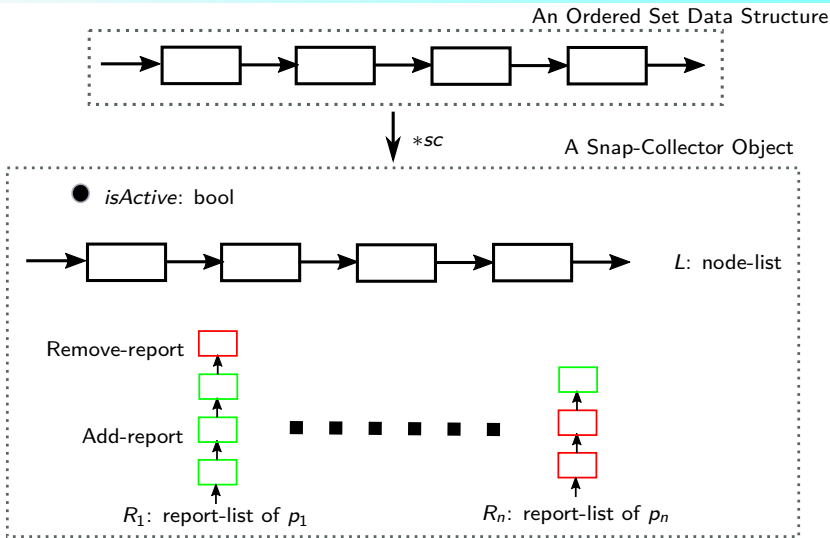 An Ordered Set Data Structure
*sc
A Snap-Collector Object
isActive: bool
L: node-list
Remove-report
Add-report
R₁: report-list of p₁
Rₙ: report-list of pₙ